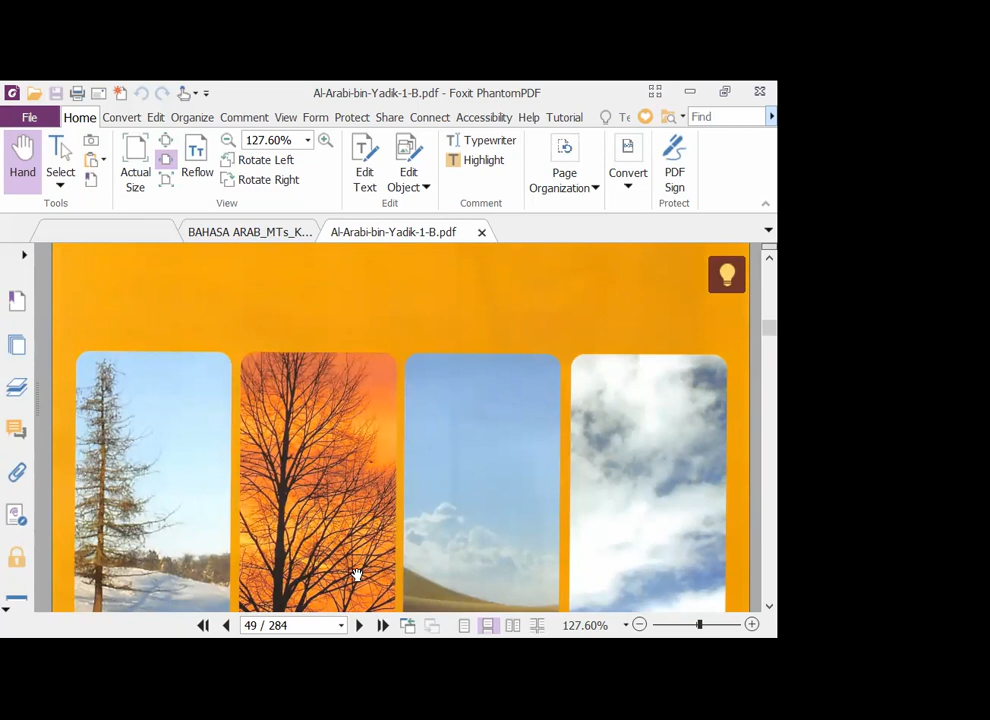 Al-Arabi-bin-Yadik-1-B.pdf - Foxit PhantomPDF
File Home Convert Edit Organize Comment View Form Protect Share Connect Accessibility Help Tutorial Te Find
Hand Select Actual Size Reflow 127.60% Rotate Left Rotate Right Edit Text Edit Object Typewriter Highlight Page Organization Convert PDF Sign
Tools View Edit Comment Protect
BAHASA ARAB_MTs_K... Al-Arabi-bin-Yadik-1-B.pdf
49 / 284 127.60%